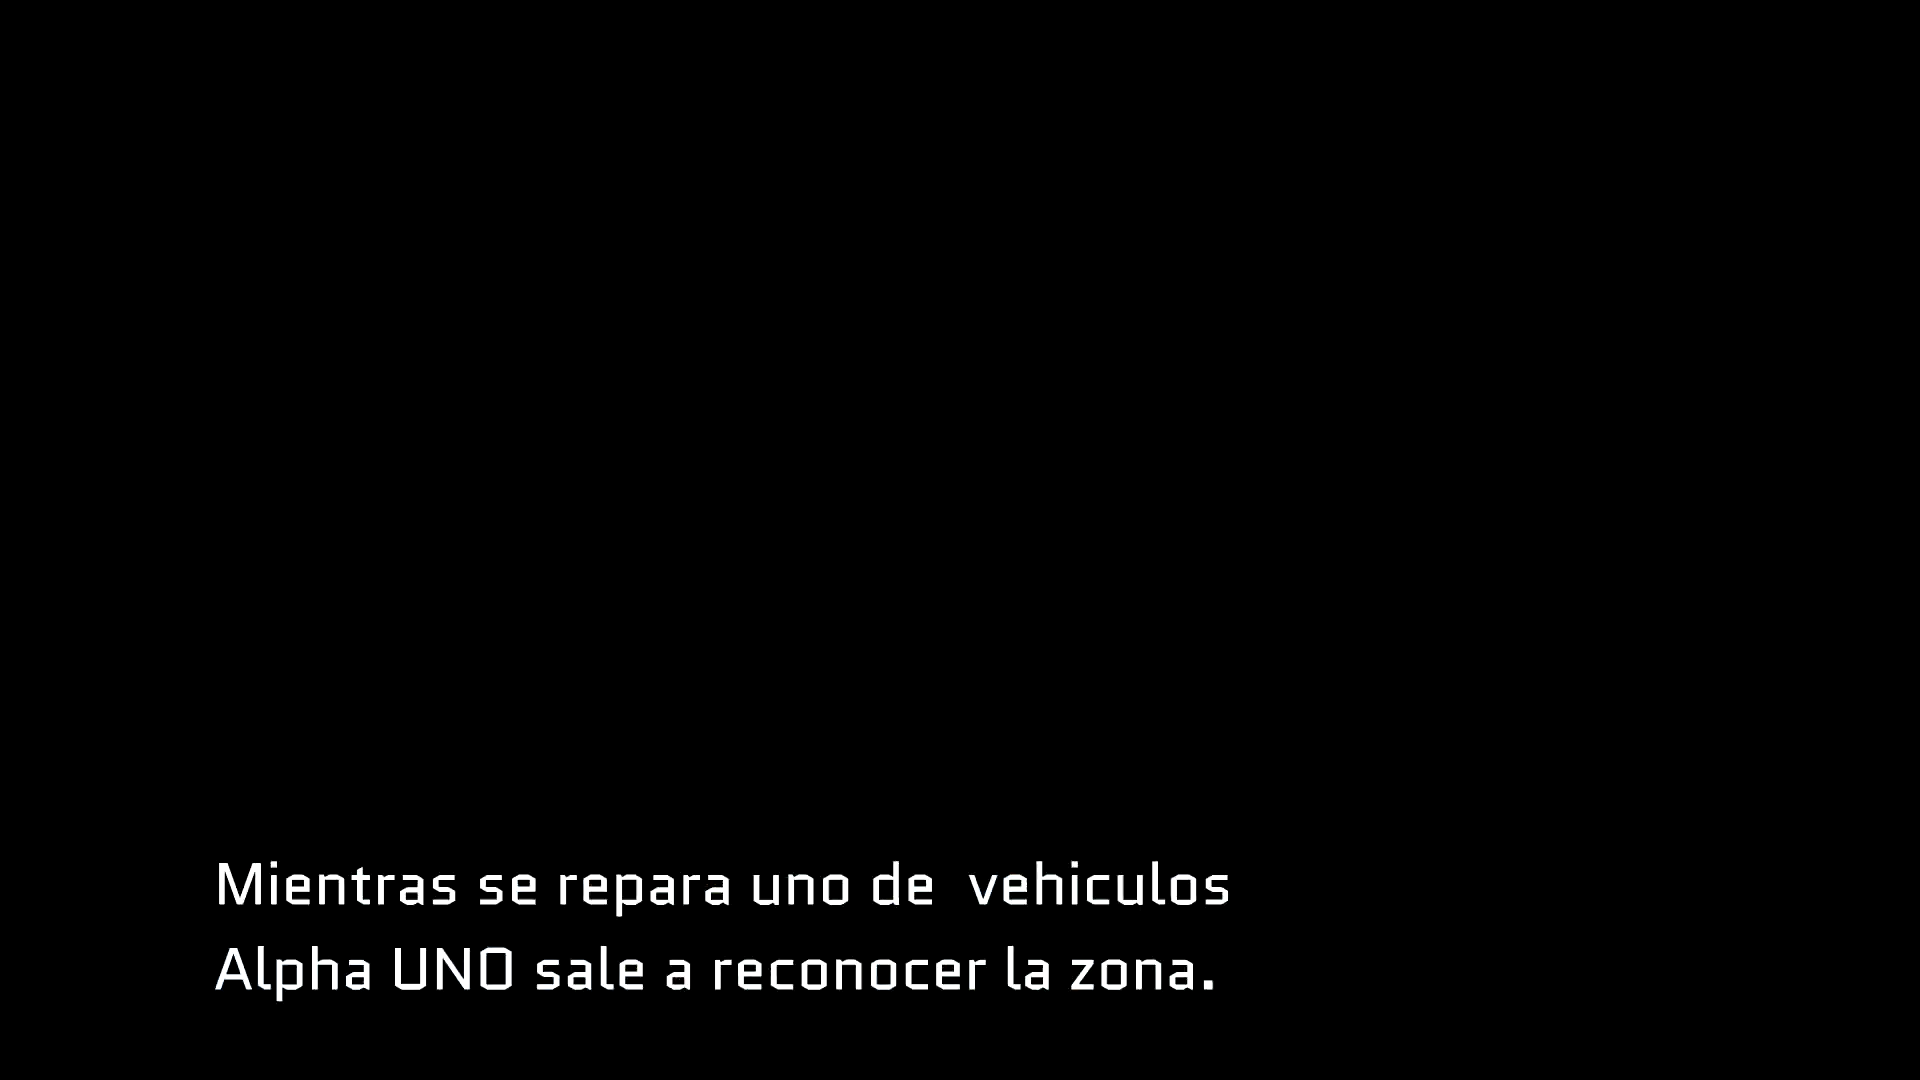 Mientras se repara uno de  vehiculos
Alpha UNO sale a reconocer la zona.